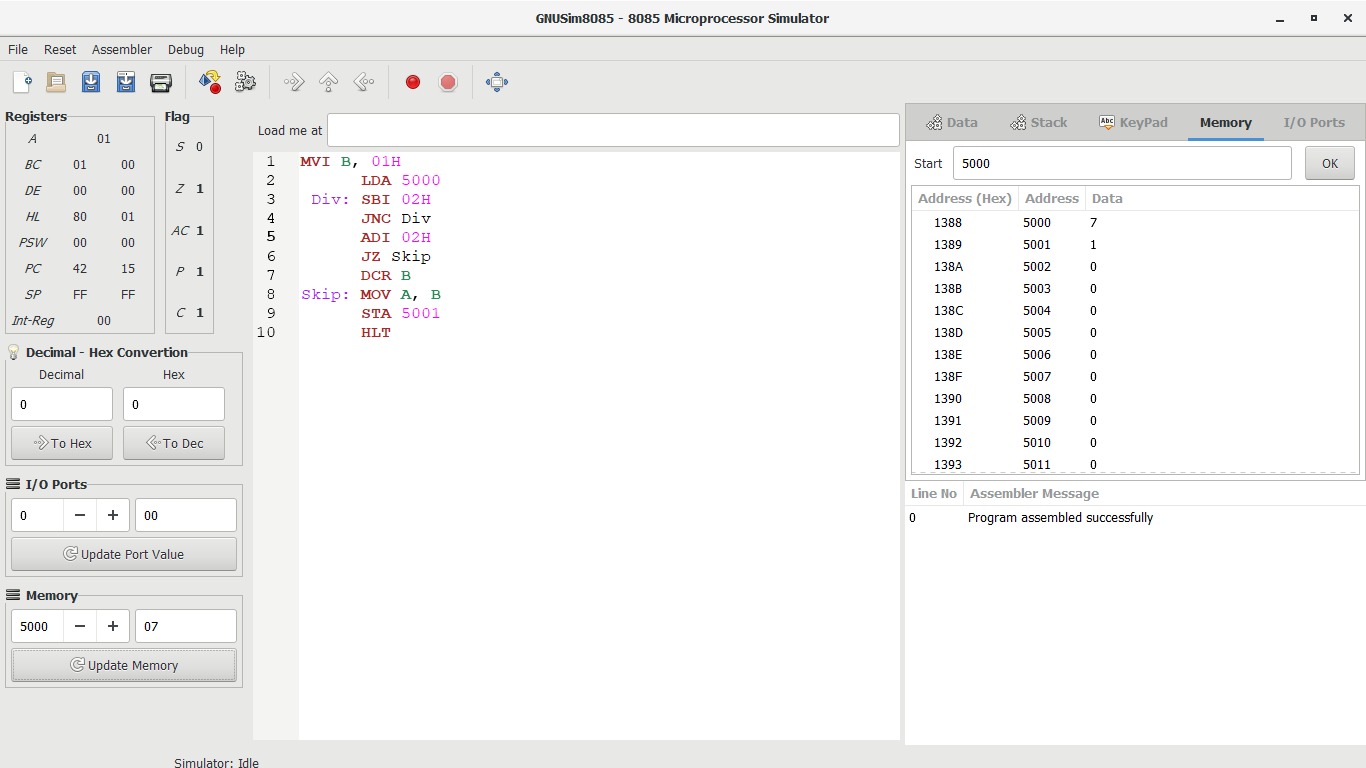 GNUSim8085 - 8085 Microprocessor Simulator
File Reset Assembler Debug Help
Registers
A 01
BC 01 00
DE 00 00
HL 80 01
PSW 00 00
PC 42 15
SP FF FF
Int-Reg 00
Flag
S 0
Z 1
AC 1
P 1
C 1
Decimal - Hex Convertion
Decimal Hex
0 0
To Hex To Dec
I/O Ports
0 − + 00
Update Port Value
Memory
5000 − + 07
Update Memory
Load me at
1 MVI B, 01H
2 LDA 5000
3 Div: SBI 02H
4 JNC Div
5 ADI 02H
6 JZ Skip
7 DCR B
8 Skip: MOV A, B
9 STA 5001
10 HLT
Data Stack Abc KeyPad Memory I/O Ports
Start 5000 OK
Address (Hex) Address Data
1388 5000 7
1389 5001 1
138A 5002 0
138B 5003 0
138C 5004 0
138D 5005 0
138E 5006 0
138F 5007 0
1390 5008 0
1391 5009 0
1392 5010 0
1393 5011 0
Line No Assembler Message
0 Program assembled successfully
Simulator: Idle